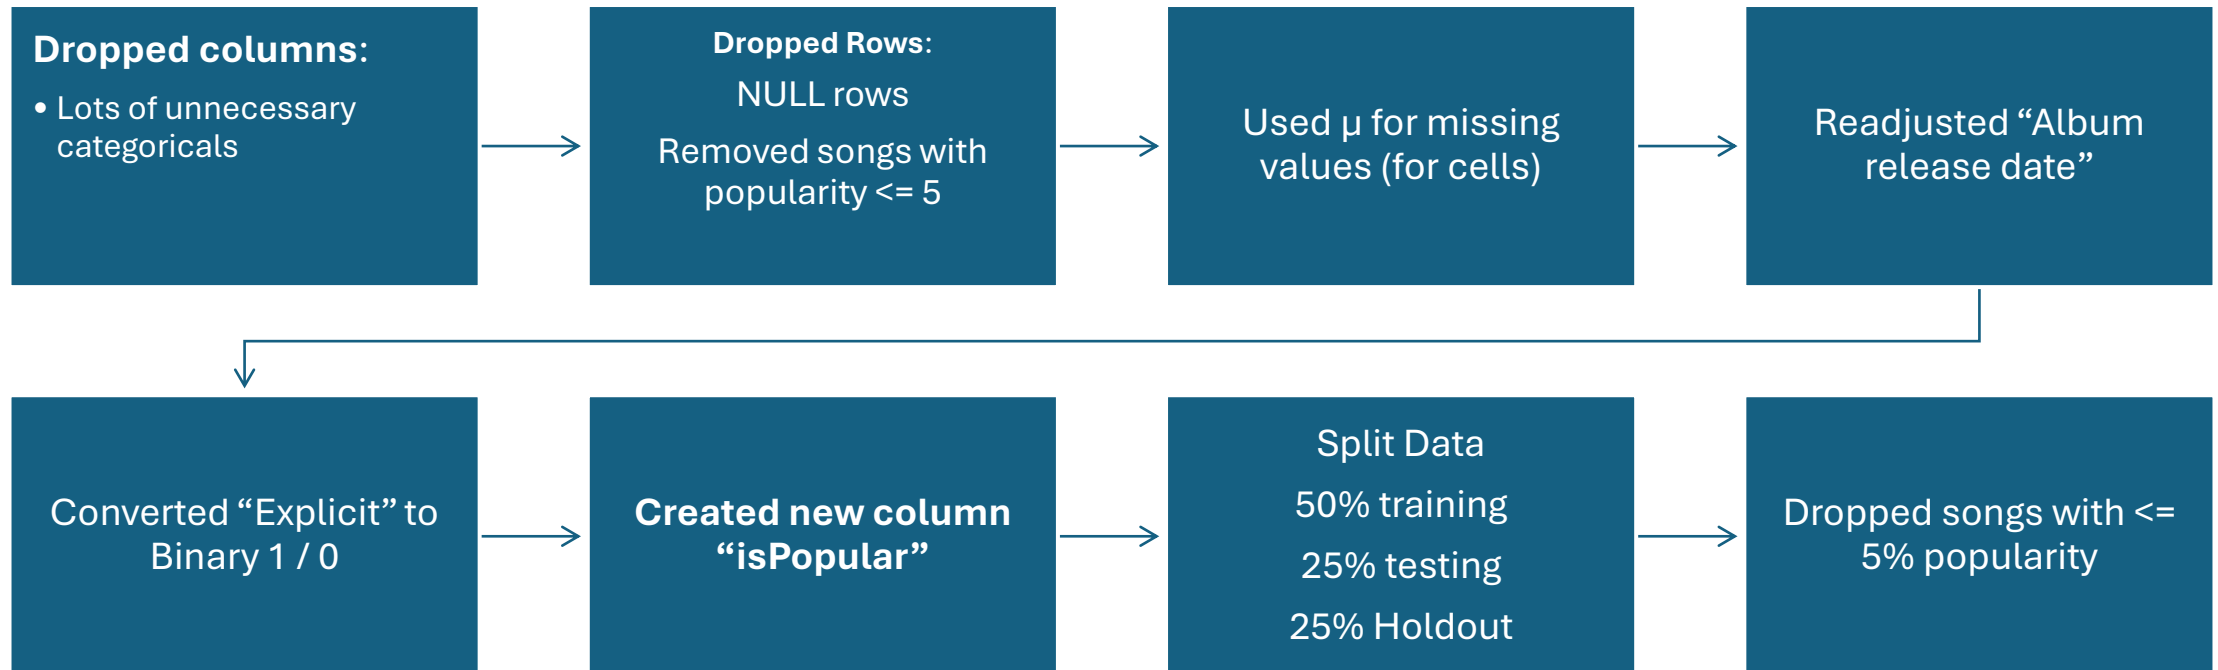 Dropped columns:
• Lots of unnecessary
categoricals
Dropped Rows:
NULL rows
Removed songs with
popularity <= 5
Used µ for missing
values (for cells)
Readjusted “Album
release date”
Converted “Explicit” to
Binary 1 / 0
Created new column
“isPopular”
Split Data
50% training
25% testing
25% Holdout
Dropped songs with <=
5% popularity